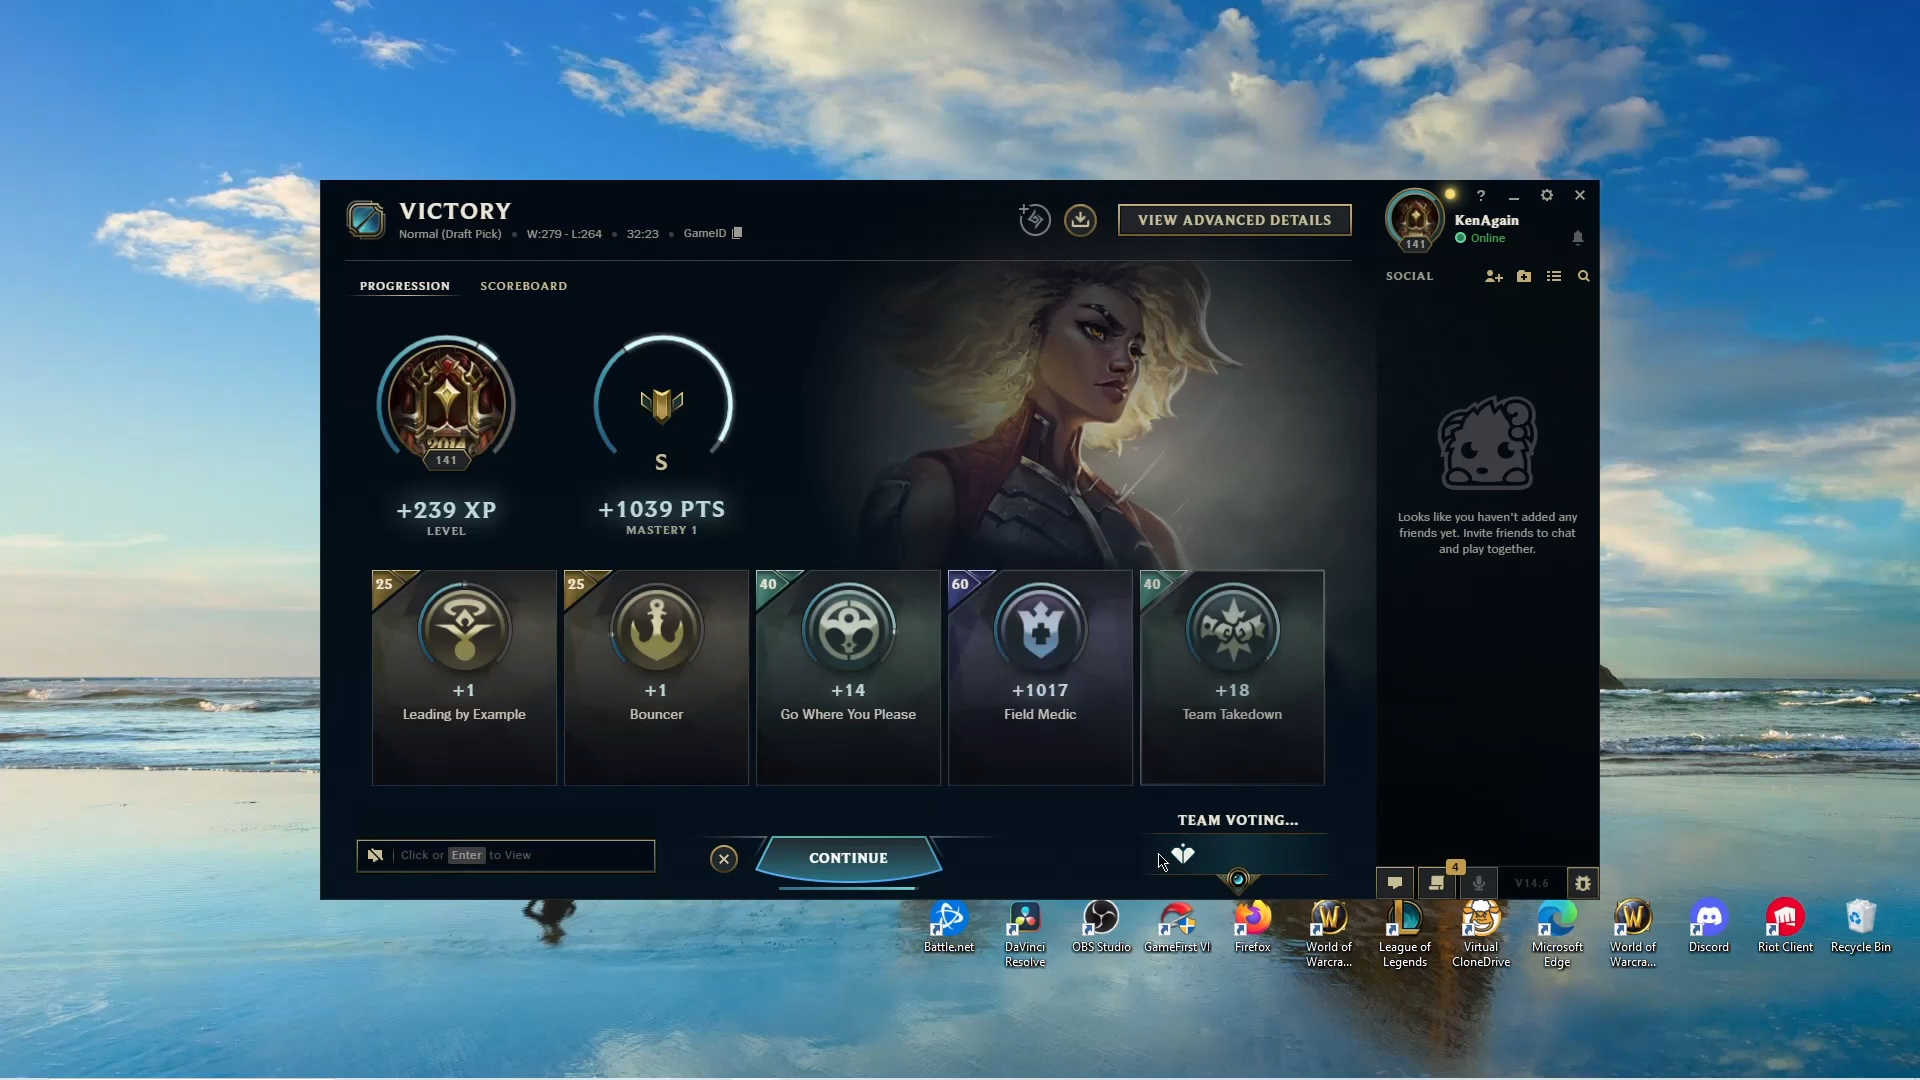 VICTORY
Normal (Draft Pick) • W:279 - L:264 • 32:23 • GameID
VIEW ADVANCED DETAILS
KenAgain
Online
141
SOCIAL
PROGRESSION
SCOREBOARD
2014
141
S
+239 XP
LEVEL
+1039 PTS
MASTERY 1
Looks like you haven't added any
friends yet. Invite friends to chat
and play together.
25
+1
Leading by Example
25
+1
Bouncer
40
+14
Go Where You Please
60
+1017
Field Medic
40
+18
Team Takedown
TEAM VOTING...
Click or Enter to View
CONTINUE
4
V14.6
Battle.net
DaVinci
Resolve
OBS Studio
GameFirst VI
Firefox
World of
Warcra...
League of
Legends
Virtual
CloneDrive
Microsoft
Edge
World of
Warcra...
Discord
Riot Client
Recycle Bin